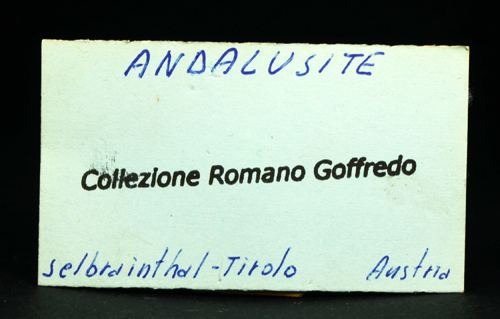 ANDALUSITE
Collezione Romano Goffredo
selbrainthal-Tirolo Austria